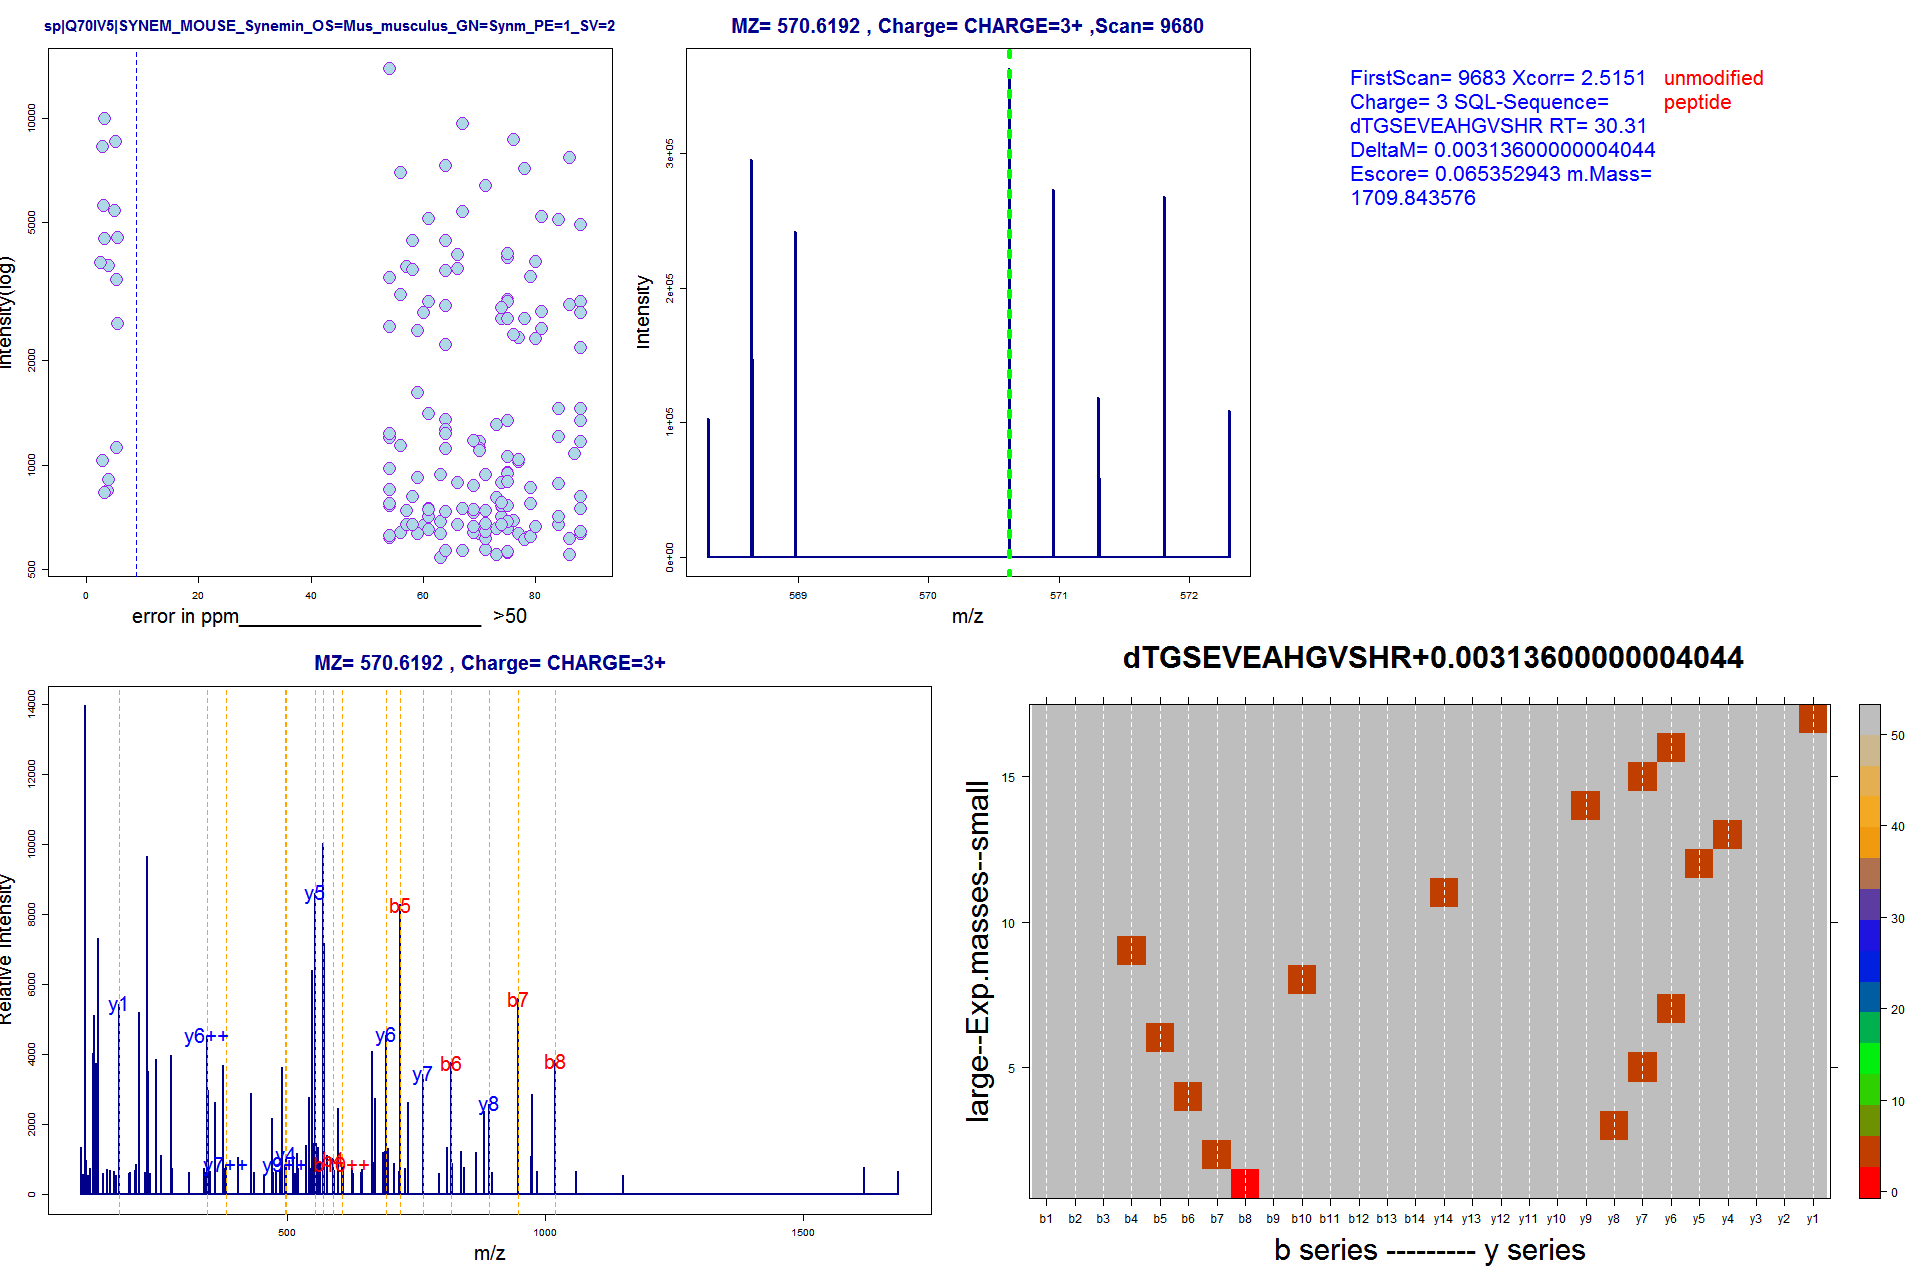 sp|Q70IV5|SYNEM_MOUSE_Synemin_OS=Mus_musculus_GN=Synm_PE=1_SV=2
Intensity(log)
10000
5000
2000
1000
500
0 20 40 60 80
error in ppm______________________ >50
MZ= 570.6192 , Charge= CHARGE=3+ ,Scan= 9680
Intensity
3e+05
2e+05
1e+05
0e+00
569 570 571 572
m/z
FirstScan= 9683 Xcorr= 2.5151
Charge= 3 SQL-Sequence=
dTGSEVEAHGVSHR RT= 30.31
DeltaM= 0.00313600000004044
Escore= 0.065352943 m.Mass=
1709.843576
unmodified
peptide
MZ= 570.6192 , Charge= CHARGE=3+
Relative Intensity
14000
12000
10000
8000
6000
4000
2000
0
y5
b5
y1
b7
y6++
y6
b6
b8
y7
y8
y7++
y4
500 1000 1500
m/z
dTGSEVEAHGVSHR+0.00313600000004044
large--Exp.masses--small
15
10
5
b1 b2 b3 b4 b5 b6 b7 b8 b9 b10 b11 b12 b13 b14 y14 y13 y12 y11 y10 y9 y8 y7 y6 y5 y4 y3 y2 y1
b series --------- y series
50
40
30
20
10
0